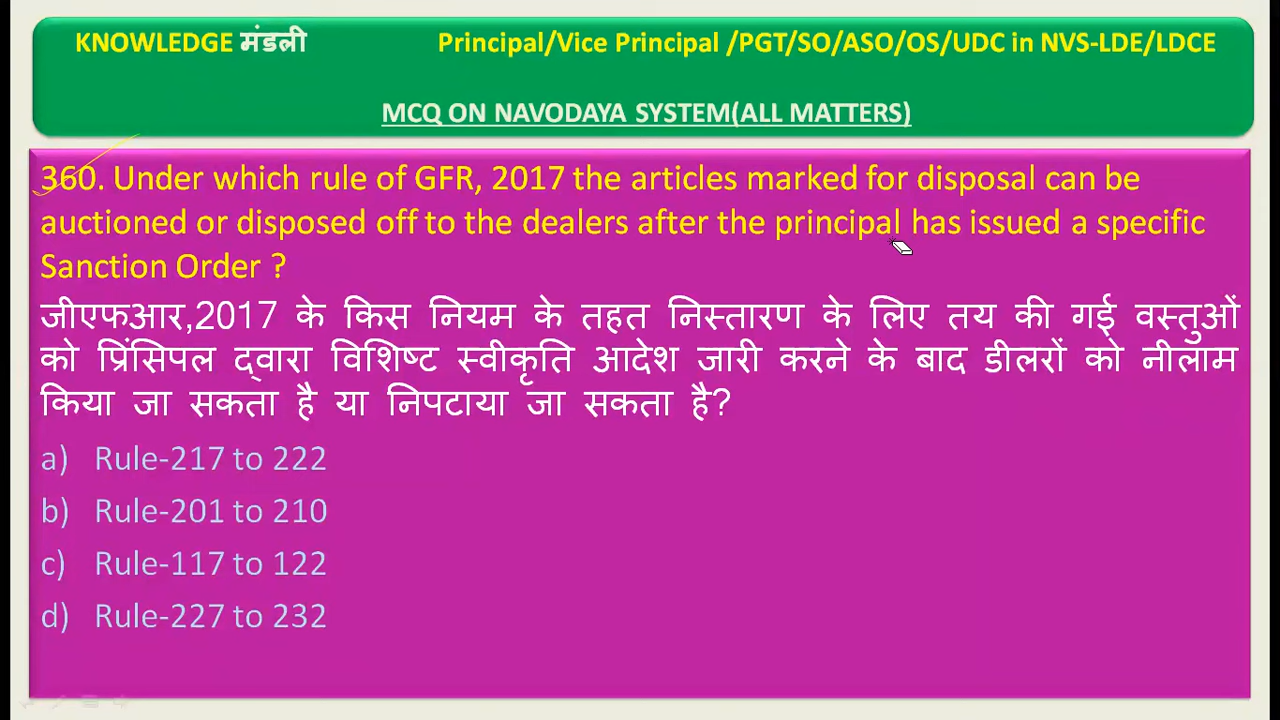 KNOWLEDGE मंडली Principal/Vice Principal /PGT/SO/ASO/OS/UDC in NVS-LDE/LDCE
MCQ ON NAVODAYA SYSTEM(ALL MATTERS)
360. Under which rule of GFR, 2017 the articles marked for disposal can be
auctioned or disposed off to the dealers after the principal has issued a specific
Sanction Order ?
जीएफआर,2017 के किस नियम के तहत निस्तारण के लिए तय की गई वस्तुओं
को प्रिंसिपल द्वारा विशिष्ट स्वीकृति आदेश जारी करने के बाद डीलरों को नीलाम
किया जा सकता है या निपटाया जा सकता है?
a) Rule-217 to 222
b) Rule-201 to 210
c) Rule-117 to 122
d) Rule-227 to 232